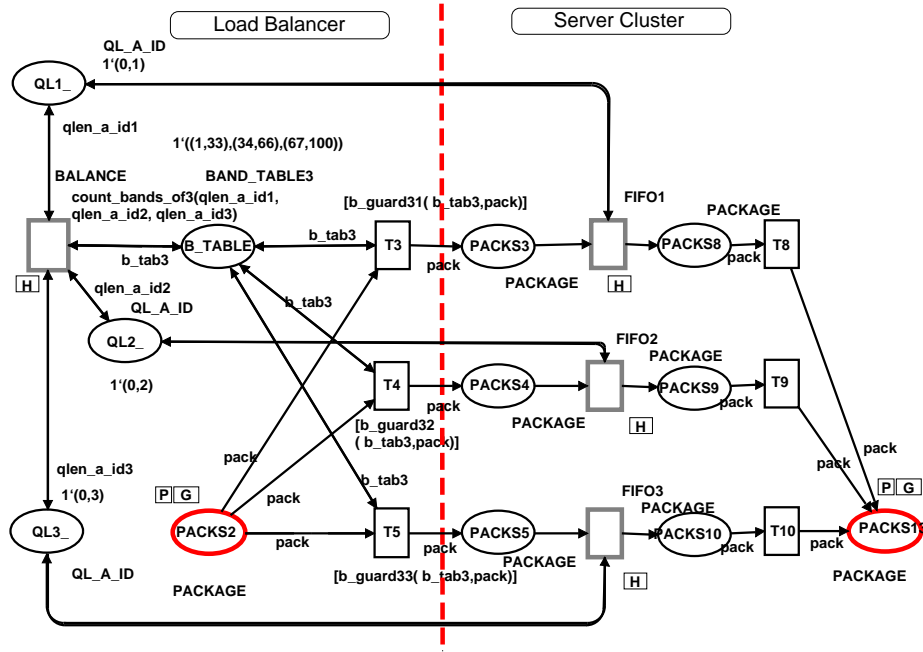 Load Balancer
Server Cluster
QL_A_ID
1‘(0,1)
QL1_
qlen_a_id1
1‘((1,33),(34,66),(67,100))
BALANCE
BAND_TABLE3
count_bands_of3(qlen_a_id1,
qlen_a_id2, qlen_a_id3)
[b_guard31( b_tab3,pack)]
FIFO1
PACKAGE
B_TABLE
b_tab3
b_tab3
T3
pack
PACKS3
PACKS8
pack
T8
H
PACKAGE
H
qlen_a_id2
QL_A_ID
b_tab3
QL2_
1‘(0,2)
FIFO2
PACKAGE
T4
pack
PACKS4
PACKS9
pack
T9
PACKAGE
H
[b_guard32
( b_tab3,pack)]
pack
pack
pack
qlen_a_id3
1‘(0,3)
b_tab3
pack
P G
P G
FIFO3
PACKAGE
QL3_
PACKS2
pack
T5
pack
PACKS5
PACKS10
pack
T10
pack
PACKS1
PACKAGE
QL_A_ID
[b_guard33( b_tab3,pack)]
H
PACKAGE
PACKAGE